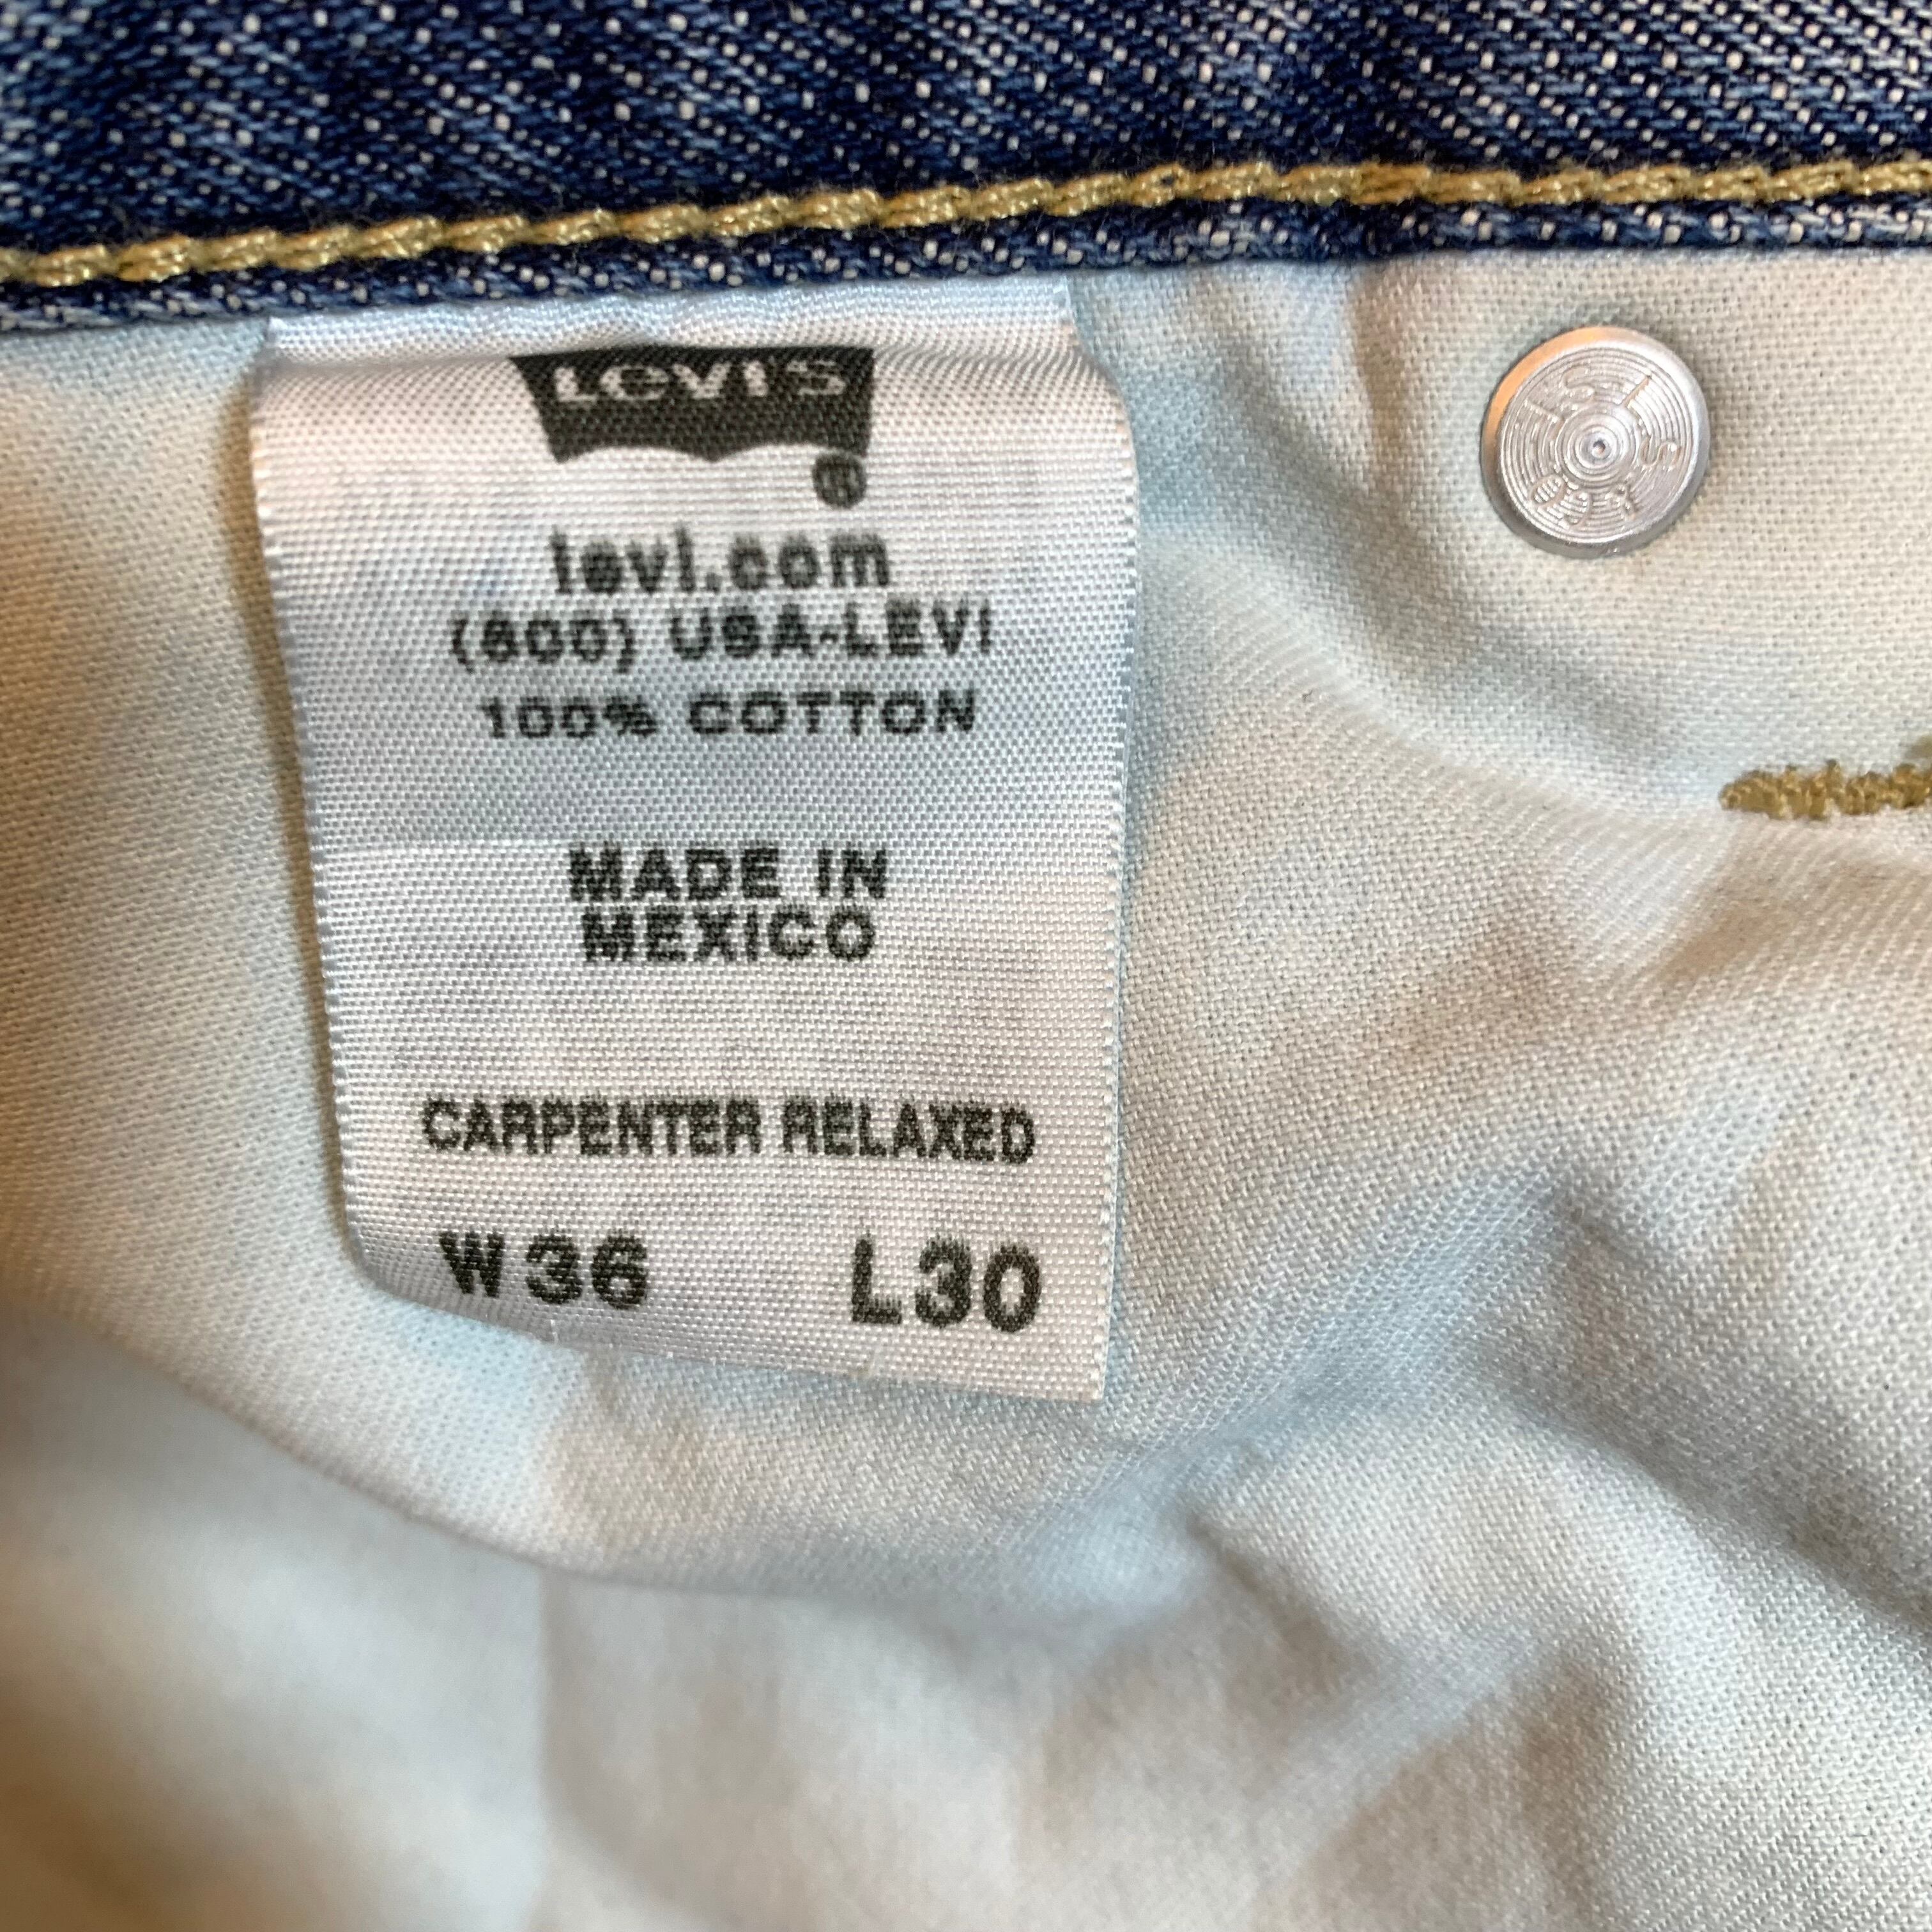 LEVI'S
®
levi.com
(800) USA-LEVI
100% COTTON
MADE IN
MEXICO
CARPENTER RELAXED
W36 L30